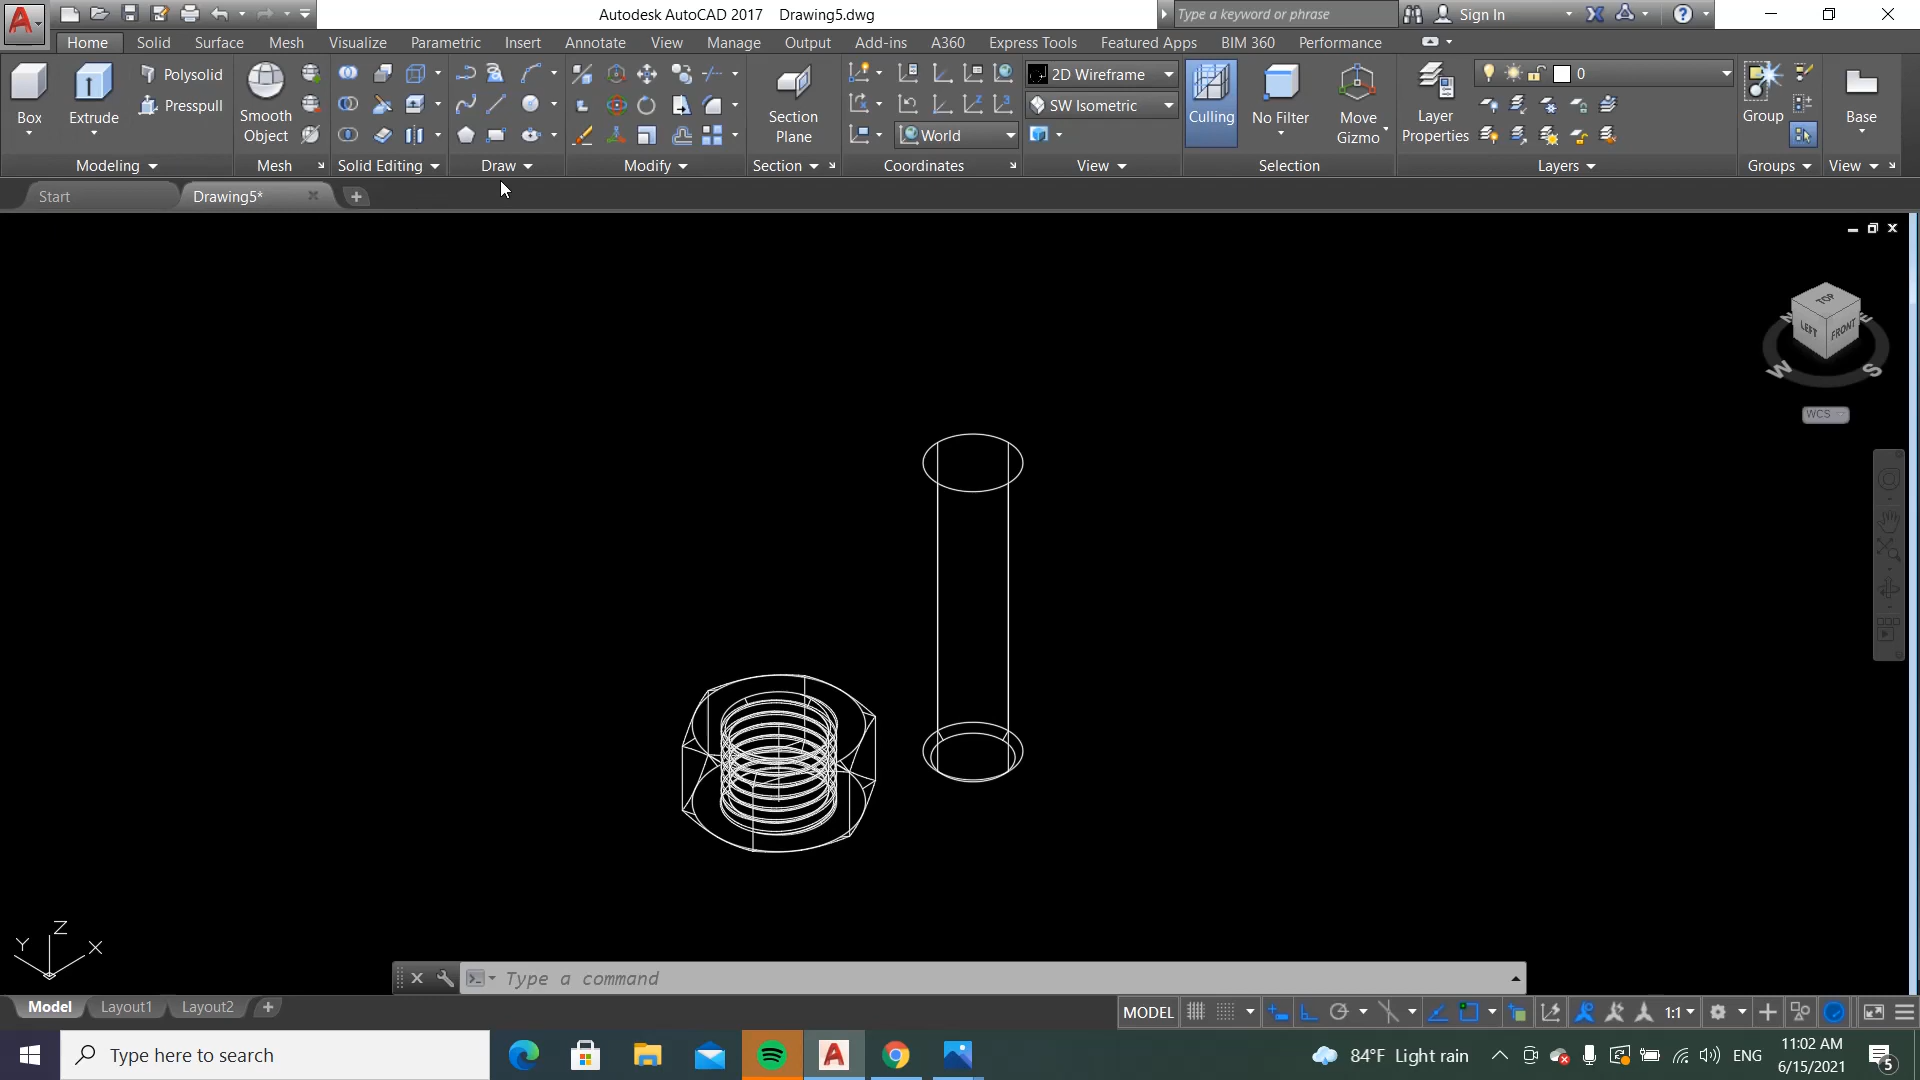 Autodesk AutoCAD 2017 Drawing5.dwg
Type a keyword or phrase
Sign In
Home Solid Surface Mesh Visualize Parametric Insert Annotate View Manage Output Add-ins A360 Express Tools Featured Apps BIM 360 Performance
Box
Extrude
Polysolid
Presspull
Smooth
Object
Section
Plane
World
2D Wireframe
SW Isometric
Culling
No Filter
Move
Gizmo
Layer
Properties
0
Group
Base
Modeling
Mesh
Solid Editing
Draw
Modify
Section
Coordinates
View
Selection
Layers
Groups
View
Start
Drawing5*
TOP
LEFT
FRONT
N
E
W
S
WCS
Z
Y
X
Type a command
Model Layout1 Layout2
MODEL
1:1
Type here to search
84°F Light rain
ENG
11:02 AM
6/15/2021
5